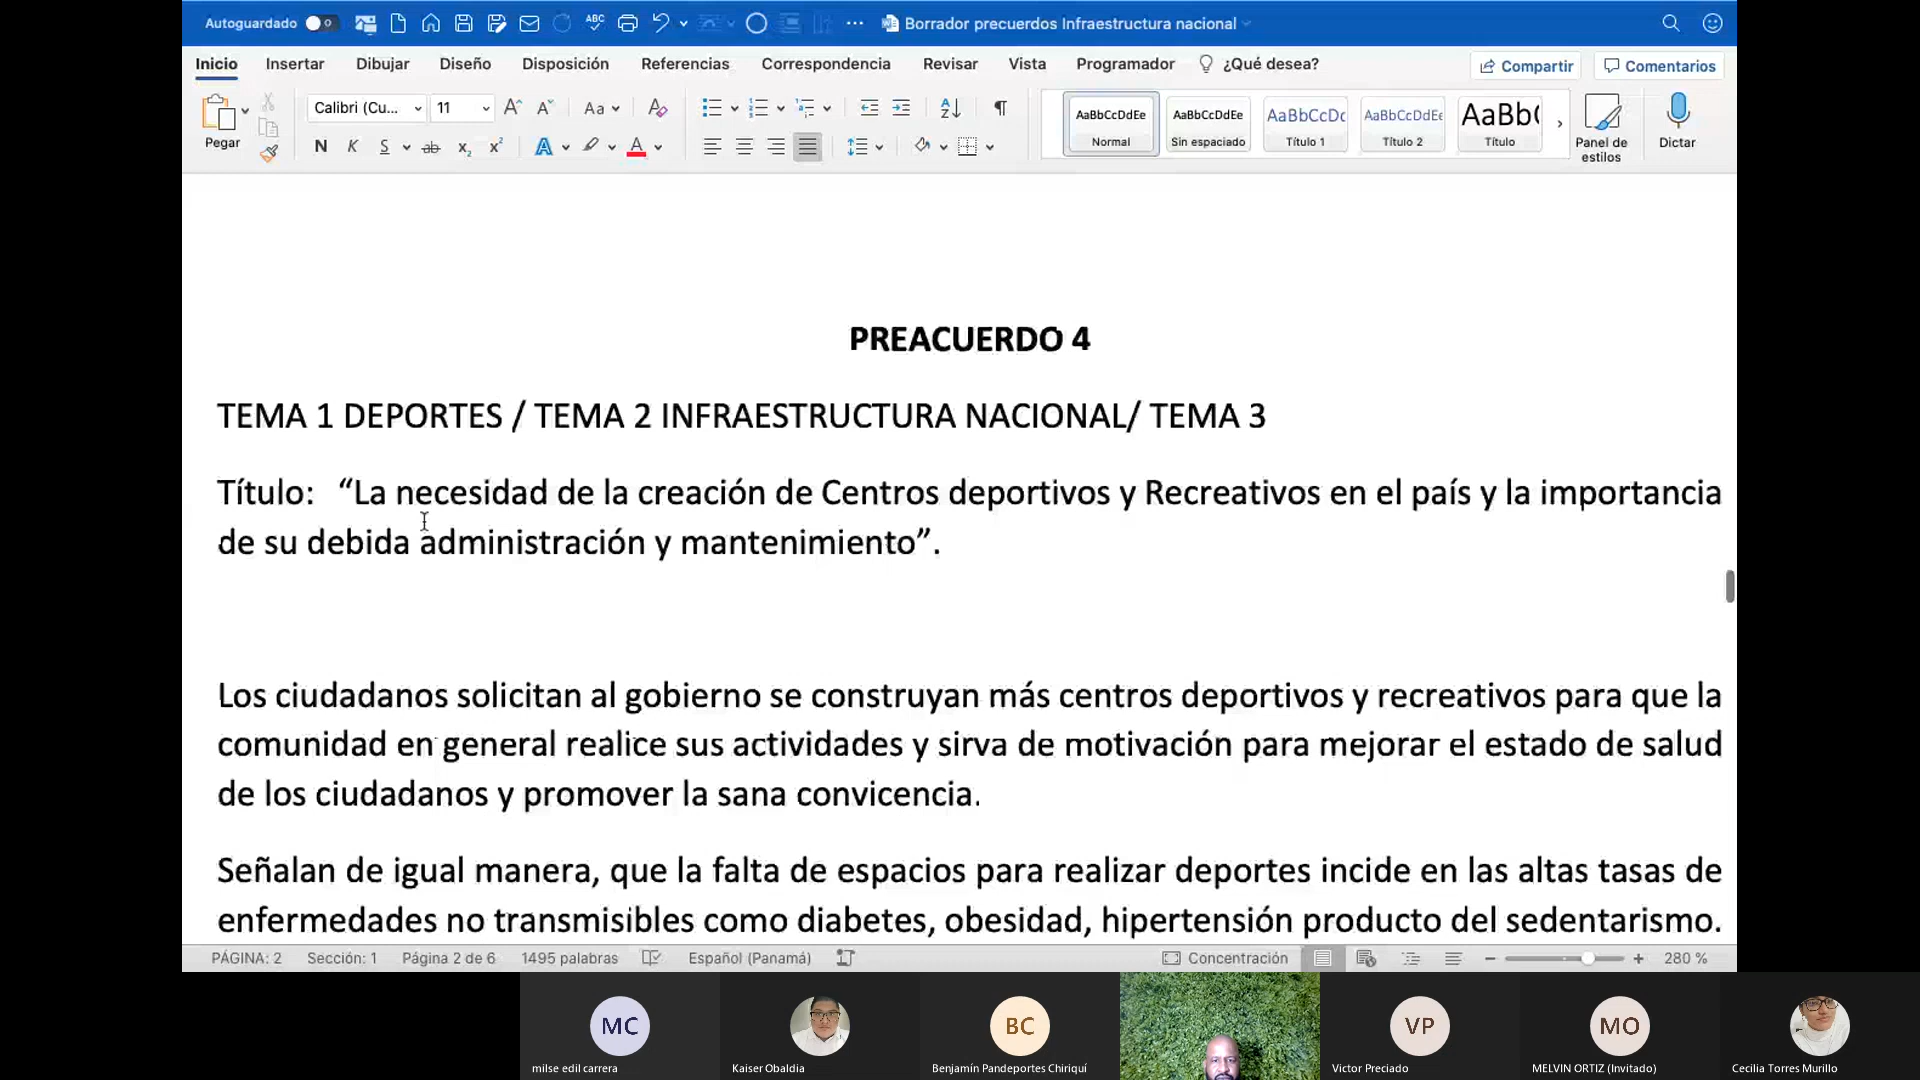 Autoguardado
Borrador precuerdos Infraestructura nacional
Inicio Insertar Dibujar Diseño Disposición Referencias Correspondencia Revisar Vista Programador ¿Qué desea? Compartir Comentarios
Pegar
Calibri (Cu... 11
N K S ab x₂ x²
AaBbCcDdEe AaBbCcDdEe AaBbCcDc AaBbCcDdEe AaBb(
Normal Sin espaciado Título 1 Título 2 Título
Panel de estilos
Dictar
PREACUERDO 4
TEMA 1 DEPORTES / TEMA 2 INFRAESTRUCTURA NACIONAL/ TEMA 3
Título: “La necesidad de la creación de Centros deportivos y Recreativos en el país y la importancia
de su debida administración y mantenimiento”.
Los ciudadanos solicitan al gobierno se construyan más centros deportivos y recreativos para que la
comunidad en general realice sus actividades y sirva de motivación para mejorar el estado de salud
de los ciudadanos y promover la sana convicencia.
Señalan de igual manera, que la falta de espacios para realizar deportes incide en las altas tasas de
enfermedades no transmisibles como diabetes, obesidad, hipertensión producto del sedentarismo.
PÁGINA: 2 Sección: 1 Página 2 de 6 1495 palabras Español (Panamá) Concentración 280 %
MC BC VP MO
milse edil carrera Kaiser Obaldia Benjamín Pandeportes Chiriquí Victor Preciado MELVIN ORTIZ (Invitado) Cecilia Torres Murillo